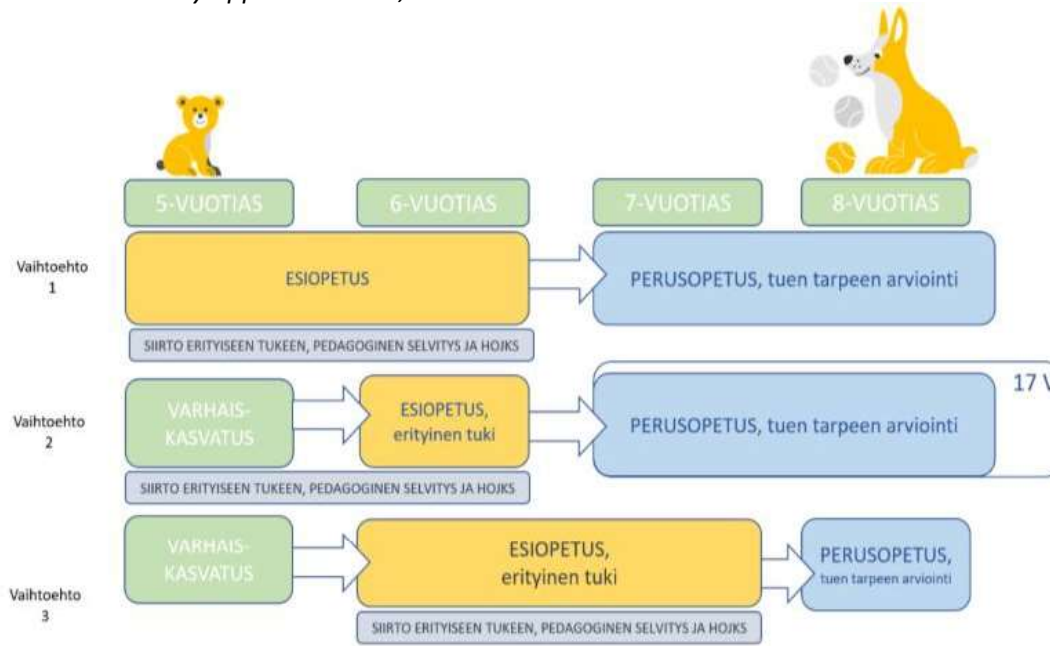 5-VUOTIAS
6-VUOTIAS
7-VUOTIAS
8-VUOTIAS
Vaihtoehto
1
ESIOPETUS
PERUSOPETUS, tuen tarpeen arviointi
SIIRTO ERITYISEEN TUKEEN, PEDAGOGINEN SELVITYS JA HOJKS
Vaihtoehto
2
VARHAIS-
KASVATUS
ESIOPETUS,
erityinen tuki
PERUSOPETUS, tuen tarpeen arviointi
17 V
SIIRTO ERITYISEEN TUKEEN, PEDAGOGINEN SELVITYS JA HOJKS
Vaihtoehto
3
VARHAIS-
KASVATUS
ESIOPETUS,
erityinen tuki
PERUSOPETUS,
tuen tarpeen arviointi
SIIRTO ERITYISEEN TUKEEN, PEDAGOGINEN SELVITYS JA HOJKS